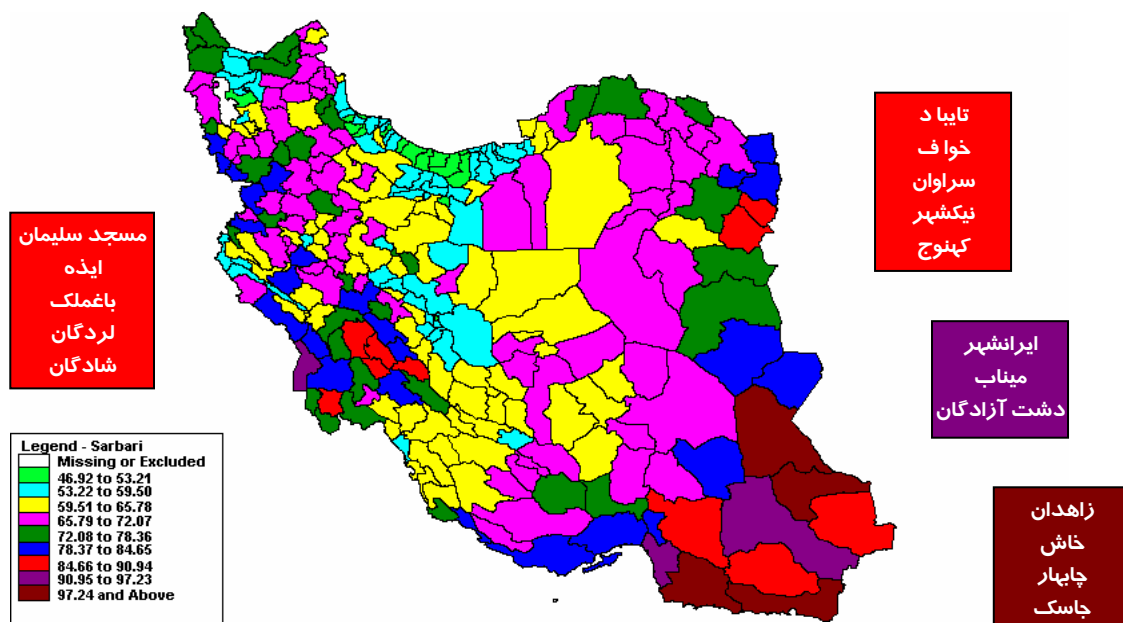 تایبا د
خوا ف
سراوان
نیکشهر
کهنوج
مسجد سلیمان
ایذه
باغملک
لردگان
شادگان
ایرانشهر
میناب
دشت آزادگان
زاهدان
خاش
چابهار
جاسک
Legend - Sarbari
Missing or Excluded
46.92 to 53.21
53.22 to 59.50
59.51 to 65.78
65.79 to 72.07
72.08 to 78.36
78.37 to 84.65
84.66 to 90.94
90.95 to 97.23
97.24 and Above